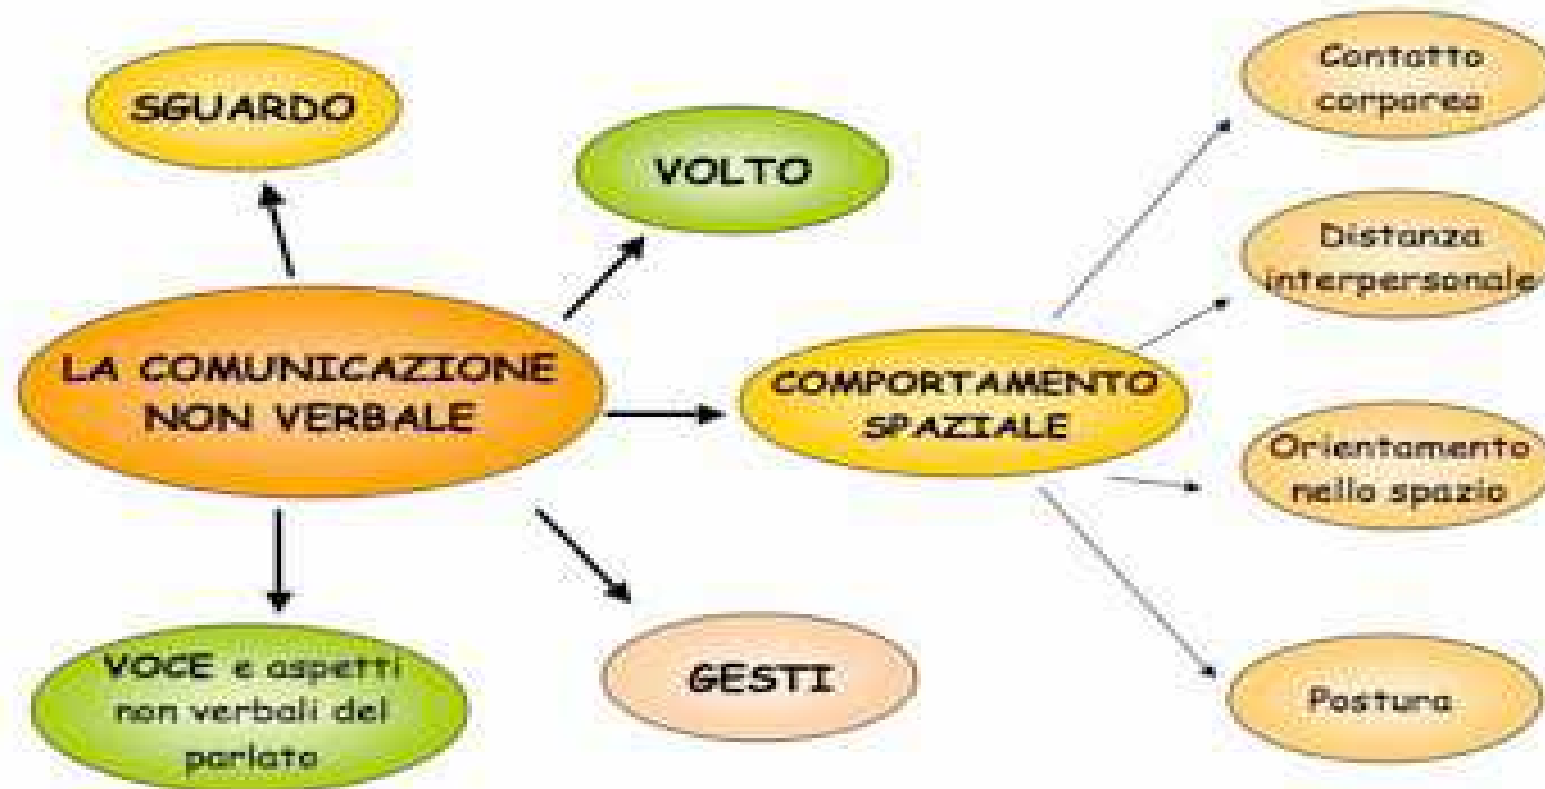 SGUARDO
VOLTO
LA COMUNICAZIONE
NON VERBALE
COMPORTAMENTO
SPAZIALE
VOCE e aspetti
non verbali del
parlato
GESTI
Contatto
corporeo
Distanza
interpersonale
Orientamento
nello spazio
Postura